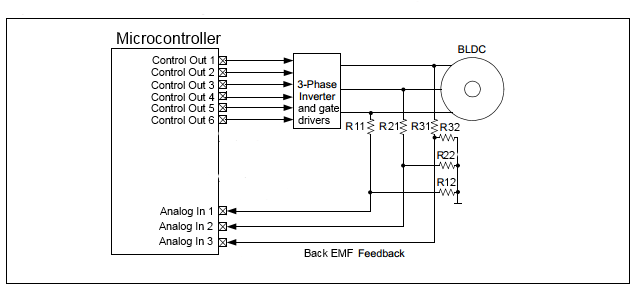 Microcontroller
BLDC
Control Out 1
Control Out 2
Control Out 3
Control Out 4
Control Out 5
Control Out 6
3-Phase
Inverter
and gate
drivers
R11 R21 R31 R32
R22
R12
Analog In 1
Analog In 2
Analog In 3
Back EMF Feedback